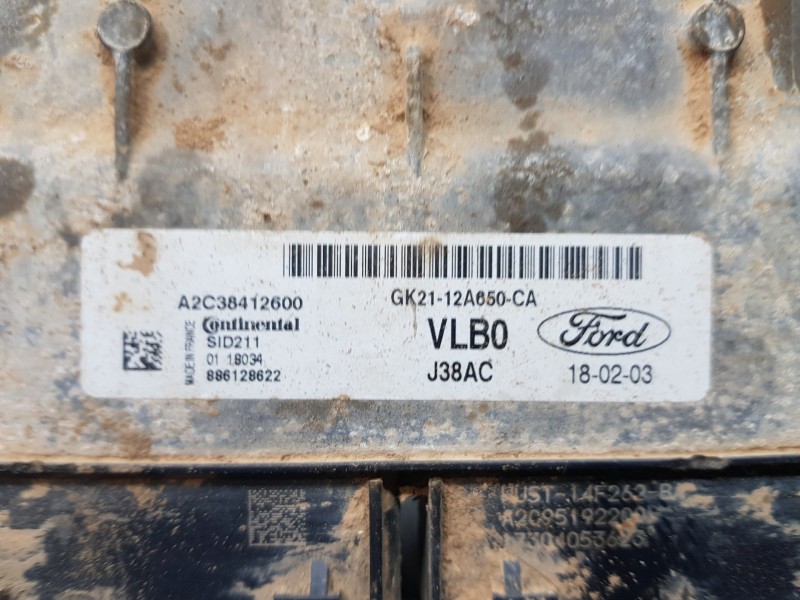 A2C38412600
GK21-12A650-CA
Continental
SID211
VLB0
Ford
MADE IN FRANCE
01 18034
886128622
J38AC
18-02-03